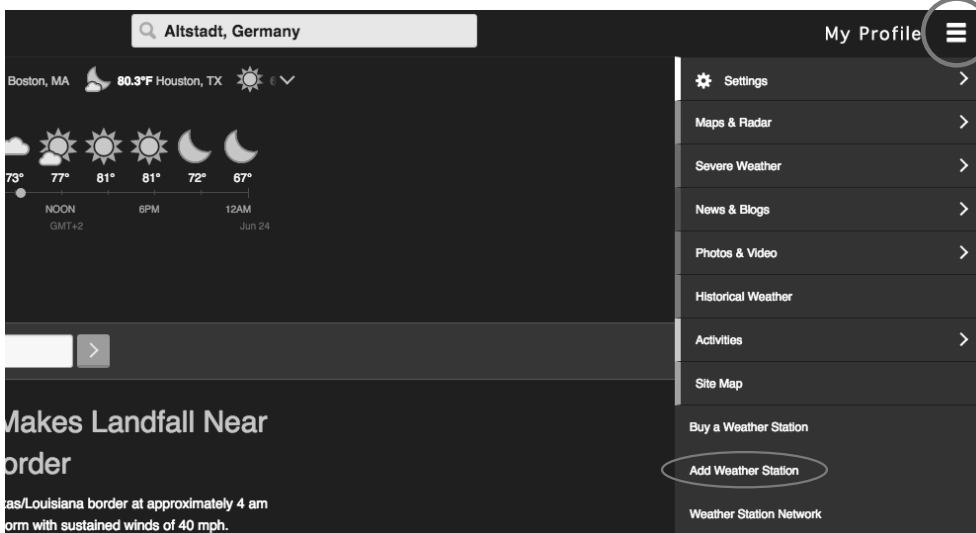 Altstadt, Germany
My Profile
Boston, MA 80.3°F Houston, TX
73° 77° 81° 81° 72° 67°
NOON 6PM 12AM
GMT+2 Jun 24
Makes Landfall Near
order
xas/Louisiana border at approximately 4 am
orm with sustained winds of 40 mph.
Settings
Maps & Radar
Severe Weather
News & Blogs
Photos & Video
Historical Weather
Activities
Site Map
Buy a Weather Station
Add Weather Station
Weather Station Network